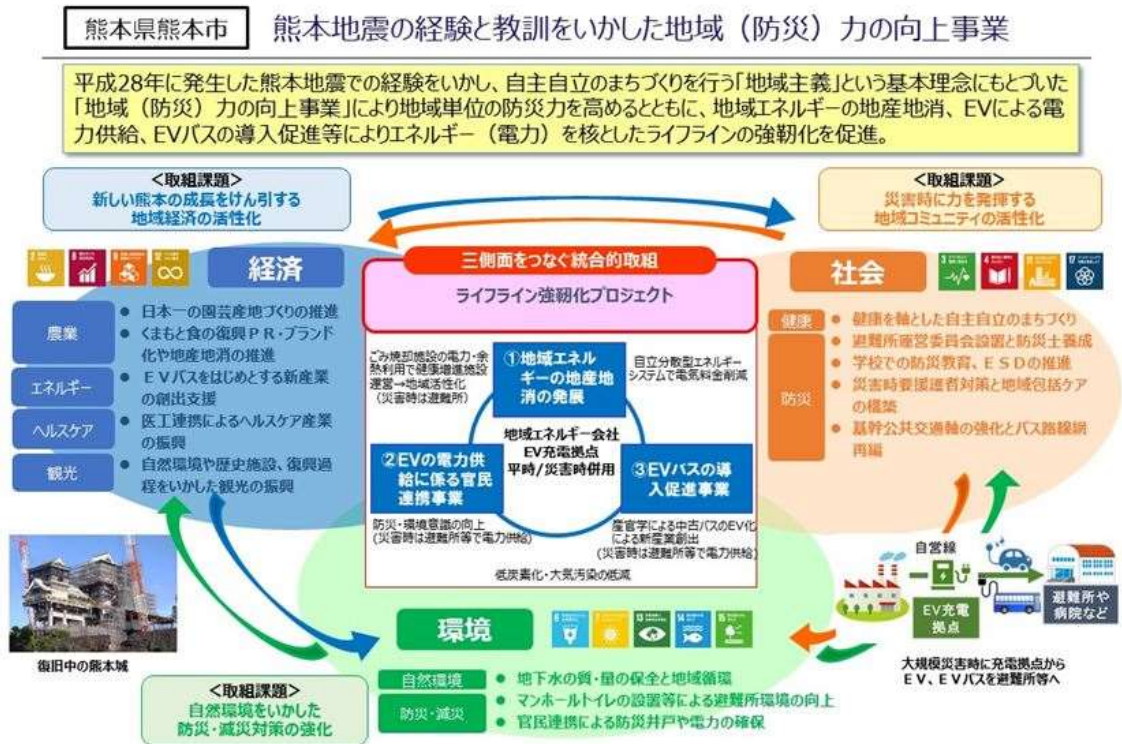 熊本県熊本市
熊本地震の経験と教訓をいかした地域（防災）力の向上事業
平成28年に発生した熊本地震での経験をいかし、自主自立のまちづくりを行う「地域主義」という基本理念にもとづいた
「地域（防災）力の向上事業」により地域単位の防災力を高めるとともに、地域エネルギーの地産地消、EVによる電
力供給、EVバスの導入促進等によりエネルギー（電力）を核としたライフラインの強靭化を促進。
<取組課題>
新しい熊本の成長をけん引する
地域経済の活性化
<取組課題>
災害時に力を発揮する
地域コミュニティの活性化
経済
農業
● 日本一の園芸産地づくりの推進
● くまもと食の復興ＰＲ・ブランド
化や地産地消の推進
エネルギー
● ＥＶバスをはじめとする新産業
の創出支援
ヘルスケア
● 医工連携によるヘルスケア産業
の振興
観光
● 自然環境や歴史施設、復興過
程をいかした観光の振興
三側面をつなぐ統合的取組
ライフライン強靭化プロジェクト
ごみ焼却施設の電力・余
熱利用で健康増進施設
運営→地域活性化
(災害時は避難所)
①地域エネル
ギーの地産地
消の発展
自立分散型エネルギー
システムで電気料金削減
地域エネルギー会社
EV充電拠点
平時/災害時併用
②EVの電力供
給に係る官民
連携事業
③EVバスの導
入促進事業
防災・環境意識の向上
(災害時は避難所等で電力供給)
産官学による中古バスのEV化
による新産業創出
(災害時は避難所等で電力供給)
低炭素化・大気汚染の低減
社会
健康
● 健康を軸とした自主自立のまちづくり
防災
● 避難所運営委員会設置と防災士養成
● 学校での防災教育、ＥＳＤの推進
● 災害時要援護者対策と地域包括ケア
の構築
● 基幹公共交通軸の強化とバス路線網
再編
環境
自然環境
● 地下水の質・量の保全と地域循環
防災・減災
● マンホールトイレの設置等による避難所環境の向上
● 官民連携による防災井戸や電力の確保
復旧中の熊本城
<取組課題>
自然環境をいかした
防災・減災対策の強化
自営線
EV充電
拠点
避難所や
病院など
大規模災害時に充電拠点から
EV、EVバスを避難所等へ